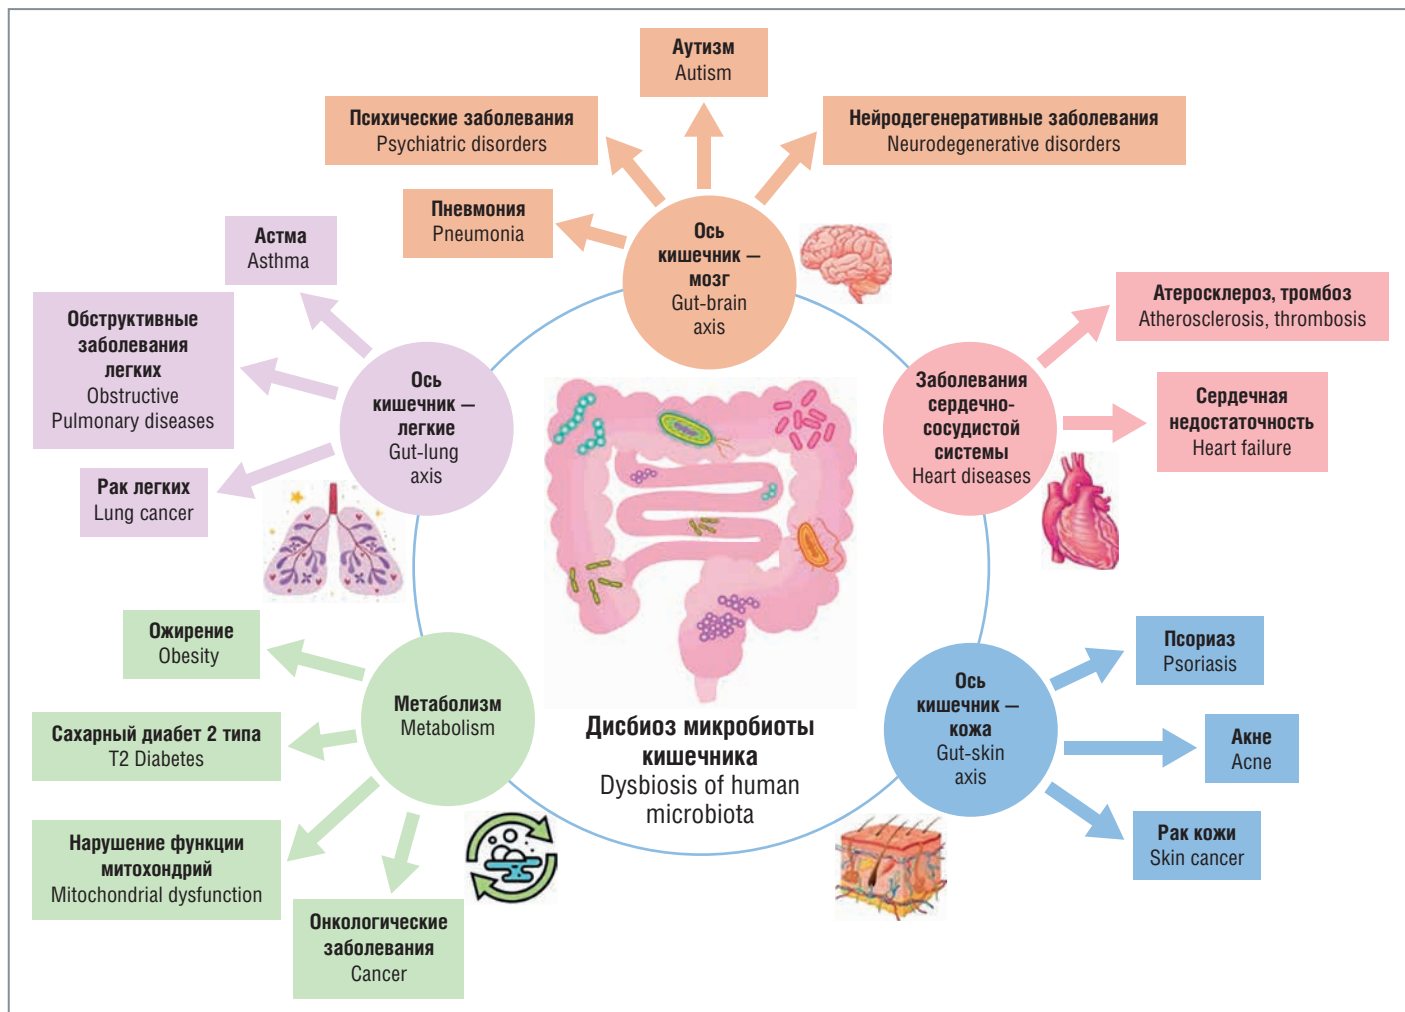 Аутизм
Autism
Психические заболевания
Psychiatric disorders
Нейродегенеративные заболевания
Neurodegenerative disorders
Пневмония
Pneumonia
Ось
кишечник –
мозг
Gut-brain
axis
Астма
Asthma
Обструктивные
заболевания
легких
Obstructive
Pulmonary diseases
Рак легких
Lung cancer
Ось
кишечник –
легкие
Gut-lung
axis
Заболевания
сердечно-
сосудистой
системы
Heart diseases
Атеросклероз, тромбоз
Atherosclerosis, thrombosis
Сердечная
недостаточность
Heart failure
Ожирение
Obesity
Сахарный диабет 2 типа
T2 Diabetes
Нарушение функции
митохондрий
Mitochondrial dysfunction
Онкологические
заболевания
Cancer
Метаболизм
Metabolism
Дисбиоз микробиоты
кишечника
Dysbiosis of human
microbiota
Ось
кишечник –
кожа
Gut-skin
axis
Псориаз
Psoriasis
Акне
Acne
Рак кожи
Skin cancer